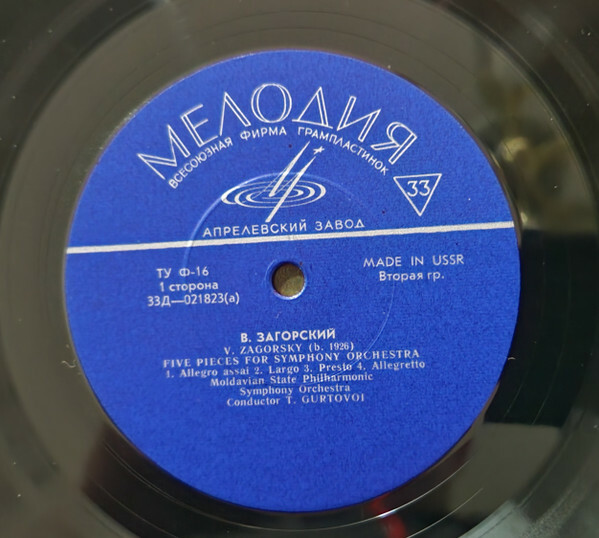 МЕЛОДИЯ
ВСЕСОЮЗНАЯ ФИРМА ГРАМПЛАСТИНОК
33
АПРЕЛЕВСКИЙ ЗАВОД
ТУ Ф-16
1 сторона
33Д—021823(а)
MADE IN USSR
Вторая гр.
В. ЗАГОРСКИЙ
V. ZAGORSKY (b. 1926)
FIVE PIECES FOR SYMPHONY ORCHESTRA
1. Allegro assai 2. Largo 3. Presto 4. Allegretto
Moldavian State Philharmonic
Symphony Orchestra
Conductor T. GURTOVOI